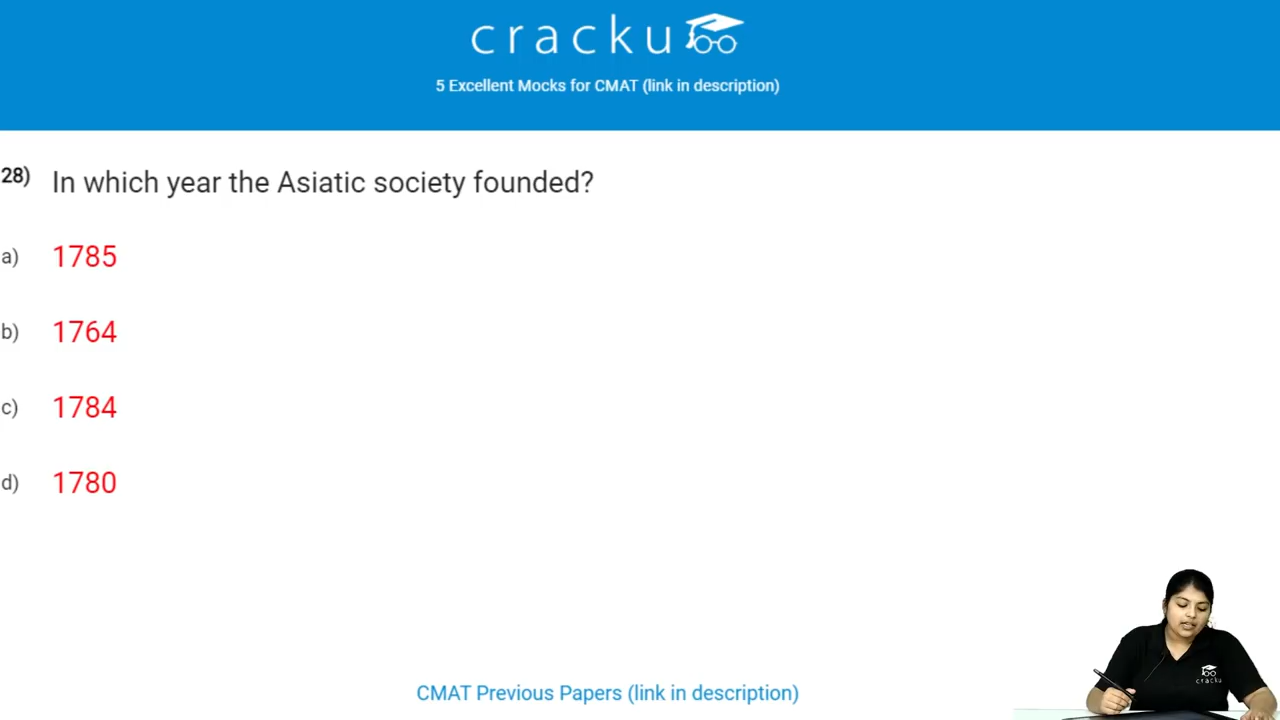 cracku
5 Excellent Mocks for CMAT (link in description)
28) In which year the Asiatic society founded?
a) 1785
b) 1764
c) 1784
d) 1780
cracku
CMAT Previous Papers (link in description)